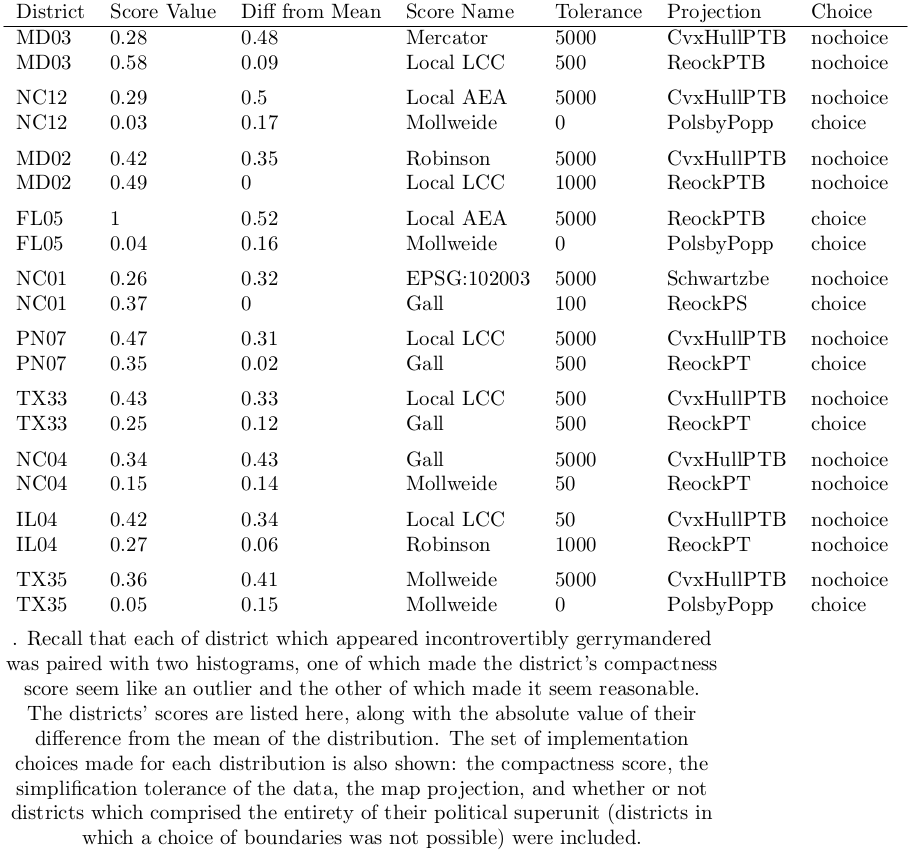 District Score Value Diff from Mean Score Name Tolerance Projection Choice
MD03 0.28 0.48 Mercator 5000 CvxHullPTB nochoice
MD03 0.58 0.09 Local LCC 500 ReockPTB nochoice
NC12 0.29 0.5 Local AEA 5000 CvxHullPTB nochoice
NC12 0.03 0.17 Mollweide 0 PolsbyPopp choice
MD02 0.42 0.35 Robinson 5000 CvxHullPTB nochoice
MD02 0.49 0 Local LCC 1000 ReockPTB nochoice
FL05 1 0.52 Local AEA 5000 ReockPTB choice
FL05 0.04 0.16 Mollweide 0 PolsbyPopp choice
NC01 0.26 0.32 EPSG:102003 5000 Schwartzbe nochoice
NC01 0.37 0 Gall 100 ReockPS choice
PN07 0.47 0.31 Local LCC 5000 CvxHullPTB nochoice
PN07 0.35 0.02 Gall 500 ReockPT choice
TX33 0.43 0.33 Local LCC 500 CvxHullPTB nochoice
TX33 0.25 0.12 Gall 500 ReockPT choice
NC04 0.34 0.43 Gall 5000 CvxHullPTB nochoice
NC04 0.15 0.14 Mollweide 50 ReockPT nochoice
IL04 0.42 0.34 Local LCC 50 CvxHullPTB nochoice
IL04 0.27 0.06 Robinson 1000 ReockPT nochoice
TX35 0.36 0.41 Mollweide 5000 CvxHullPTB nochoice
TX35 0.05 0.15 Mollweide 0 PolsbyPopp choice
. Recall that each of district which appeared incontrovertibly gerrymandered
was paired with two histograms, one of which made the district's compactness
score seem like an outlier and the other of which made it seem reasonable.
The districts' scores are listed here, along with the absolute value of their
difference from the mean of the distribution. The set of implementation
choices made for each distribution is also shown: the compactness score, the
simplification tolerance of the data, the map projection, and whether or not
districts which comprised the entirety of their political superunit (districts in
which a choice of boundaries was not possible) were included.